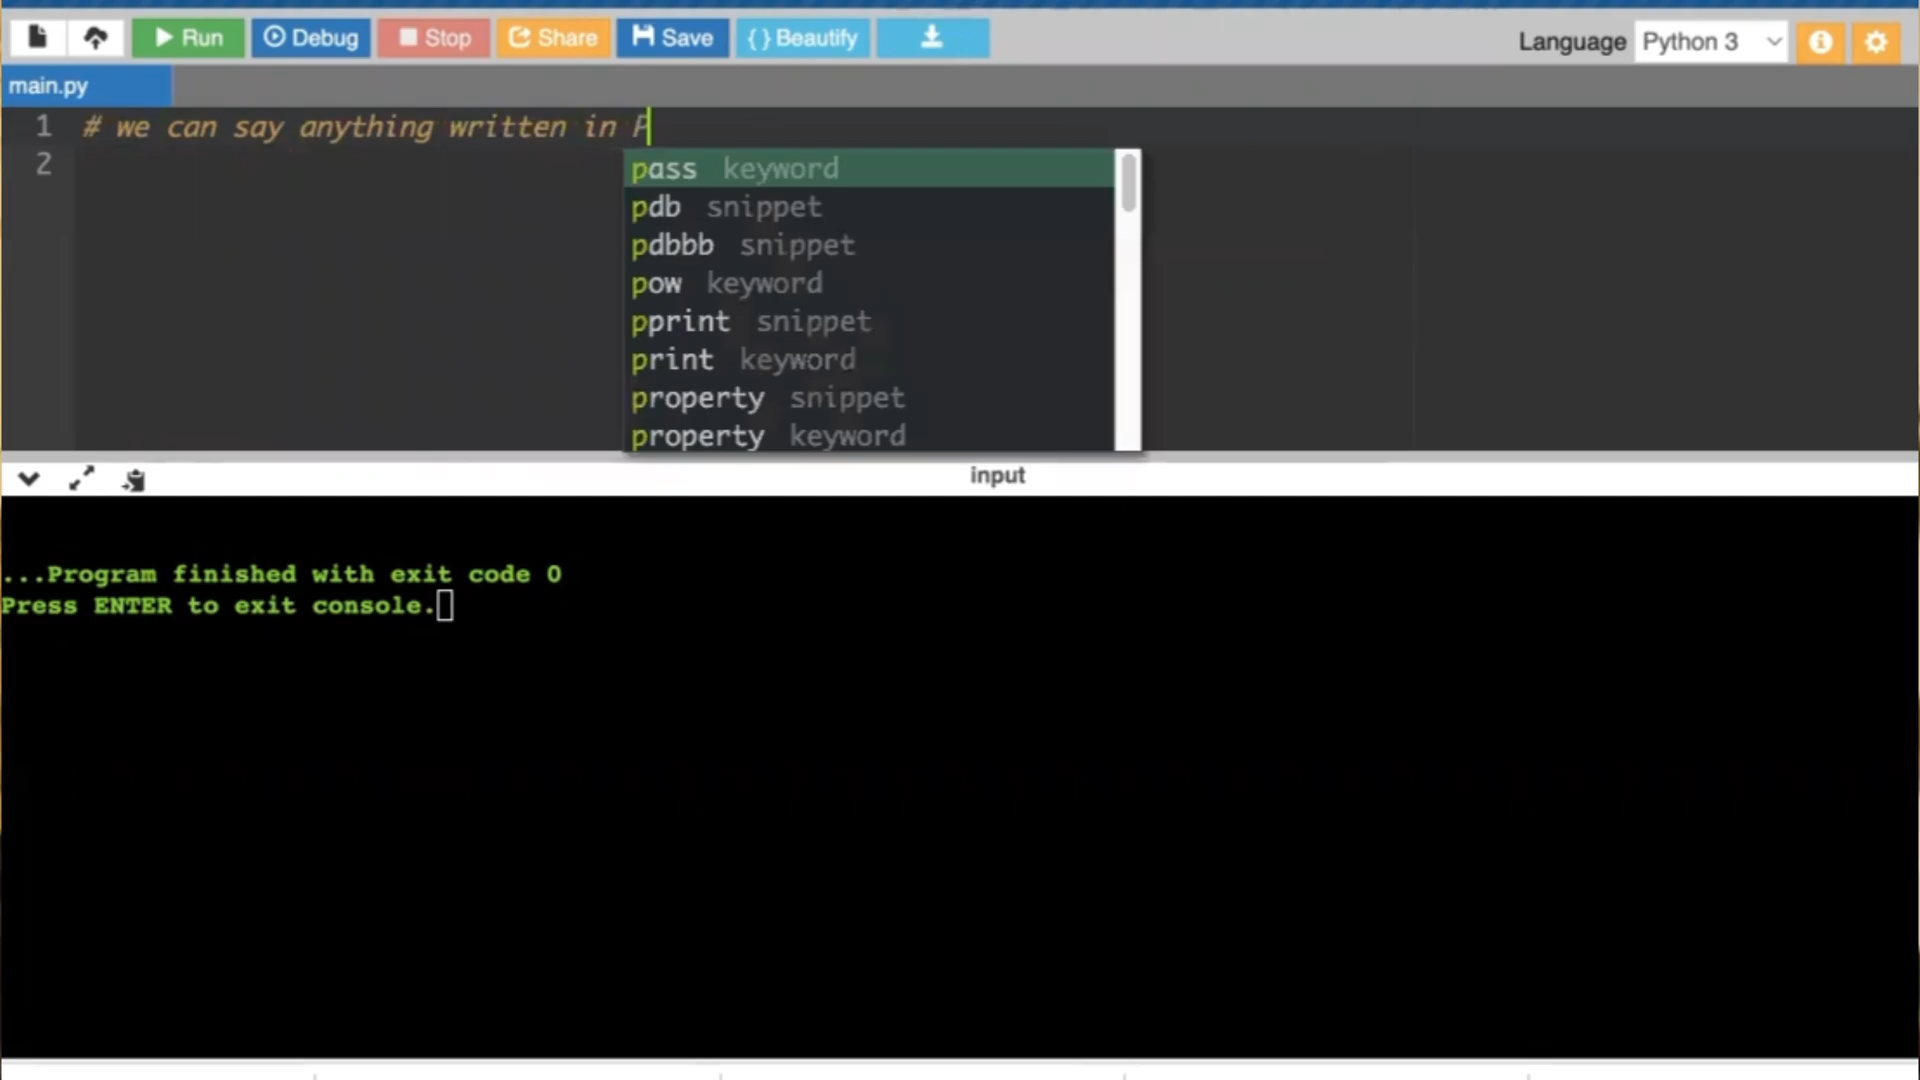 Run Debug Stop Share Save { } Beautify Language Python 3
main.py
1 # we can say anything written in P
2
pass keyword
pdb snippet
pdbbb snippet
pow keyword
pprint snippet
print keyword
property snippet
property keyword
input
...Program finished with exit code 0
Press ENTER to exit console.